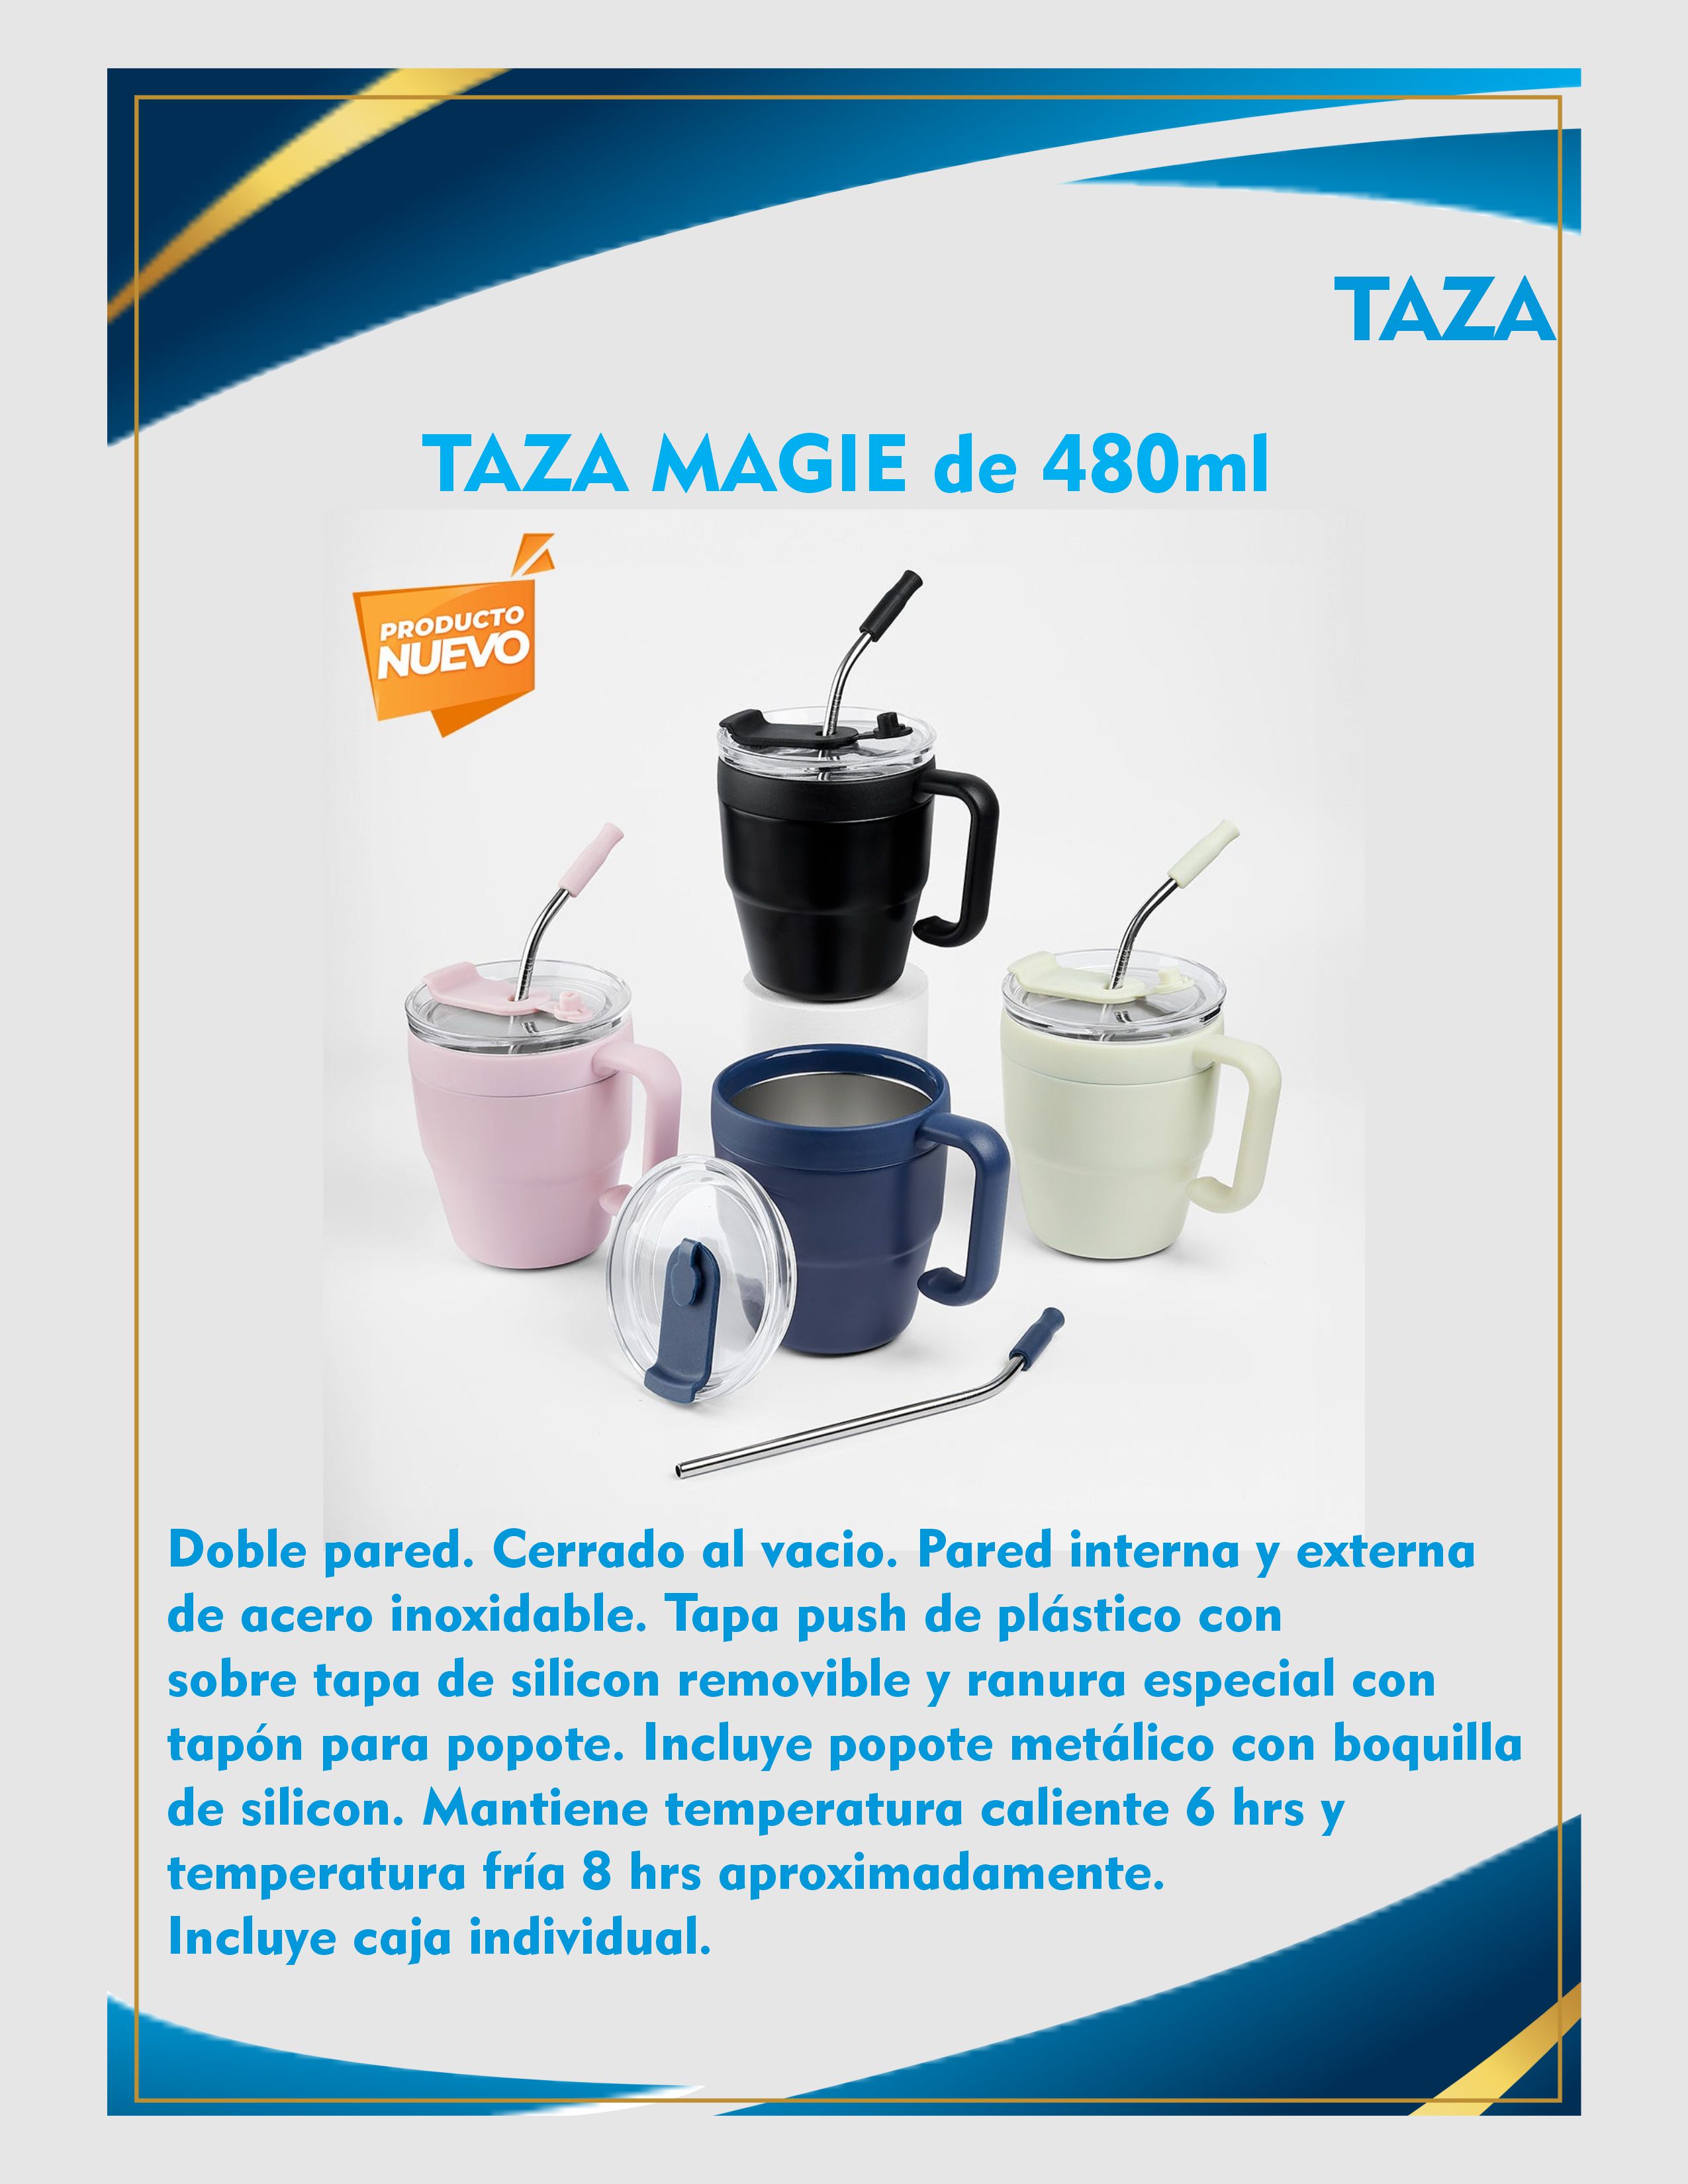 TAZA
TAZA MAGIE de 480ml
PRODUCTO
NUEVO
Doble pared. Cerrado al vacio. Pared interna y externa
de acero inoxidable. Tapa push de plástico con
sobre tapa de silicon removible y ranura especial con
tapón para popote. Incluye popote metálico con boquilla
de silicon. Mantiene temperatura caliente 6 hrs y
temperatura fría 8 hrs aproximadamente.
Incluye caja individual.